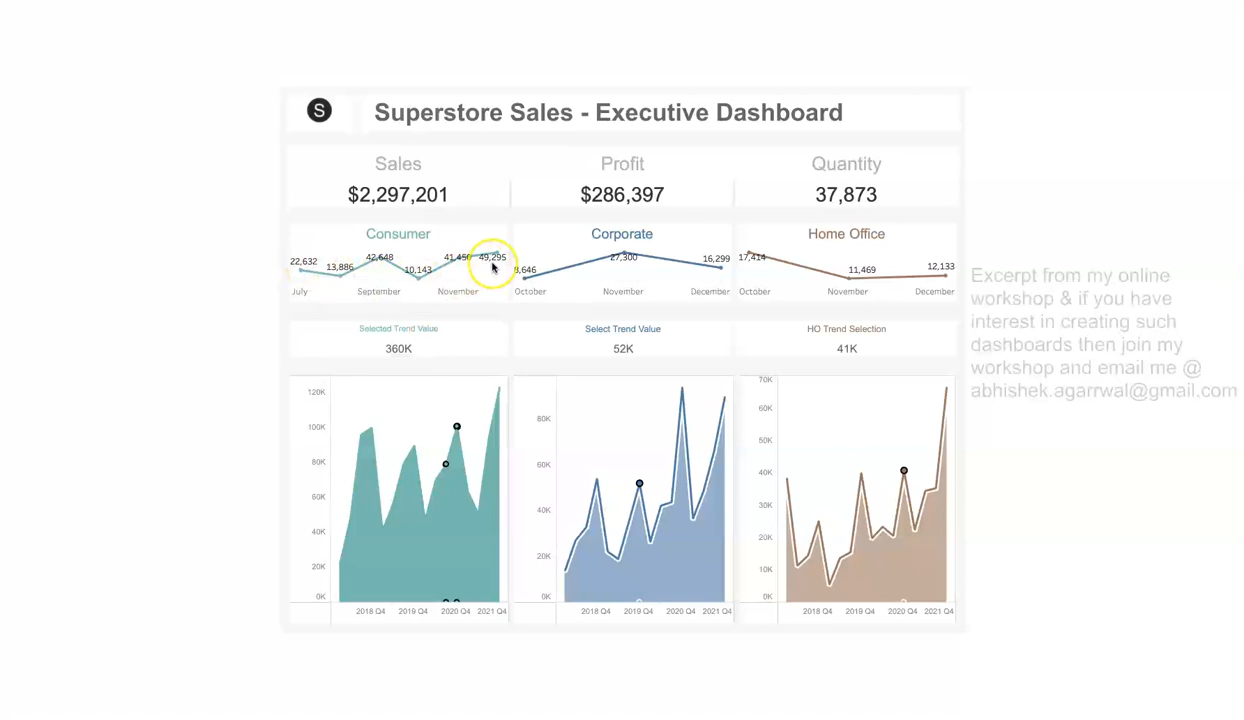 S
Superstore Sales - Executive Dashboard
Sales Profit Quantity
$2,297,201 $286,397 37,873
Consumer Corporate Home Office
22,632 13,886 42,648 10,143 41,450 49,295
July September November
27,300 16,299
October November December
17,414 11,469 12,133
October November December
Selected Trend Value Select Trend Value HO Trend Selection
360K 52K 41K
120K
100K
80K
60K
40K
20K
0K
2018 Q4 2019 Q4 2020 Q4 2021 Q4
80K
60K
40K
20K
0K
2018 Q4 2019 Q4 2020 Q4 2021 Q4
70K
60K
50K
40K
30K
20K
10K
0K
2018 Q4 2019 Q4 2020 Q4 2021 Q4
Excerpt from my online
workshop & if you have
interest in creating such
dashboards then join my
workshop and email me @
abhishek.agarrwal@gmail.com